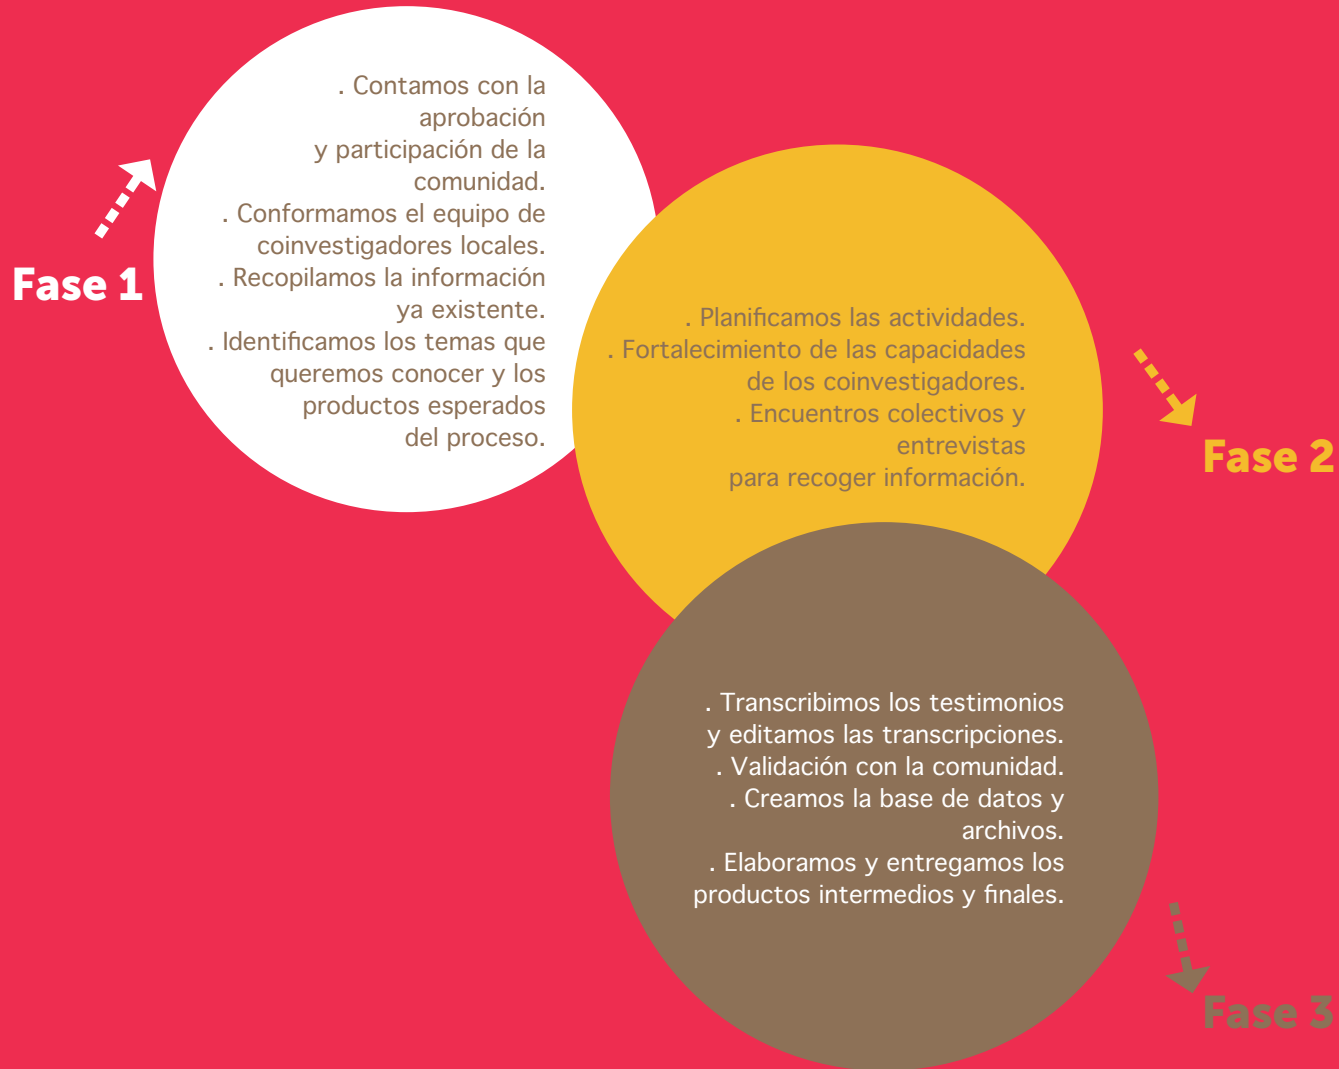 Fase 1
. Contamos con la
aprobación
y participación de la
comunidad.
. Conformamos el equipo de
coinvestigadores locales.
. Recopilamos la información
ya existente.
. Identificamos los temas que
queremos conocer y los
productos esperados
del proceso.
Fase 2
. Planificamos las actividades.
. Fortalecimiento de las capacidades
de los coinvestigadores.
. Encuentros colectivos y
entrevistas
para recoger información.
Fase 3
. Transcribimos los testimonios
y editamos las transcripciones.
. Validación con la comunidad.
. Creamos la base de datos y
archivos.
. Elaboramos y entregamos los
productos intermedios y finales.